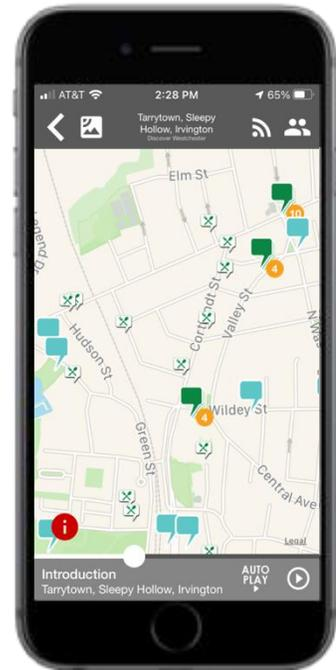 AT&T 2:28 PM 65%
Tarrytown, Sleepy
Hollow, Irvington
Discover Westchester
Elm St
10
4
Cortlandt St
Valley St
Hudson St
Wildey St
4
Green St
Central Ave
i
Legal
Introduction
Tarrytown, Sleepy Hollow, Irvington
AUTO
PLAY